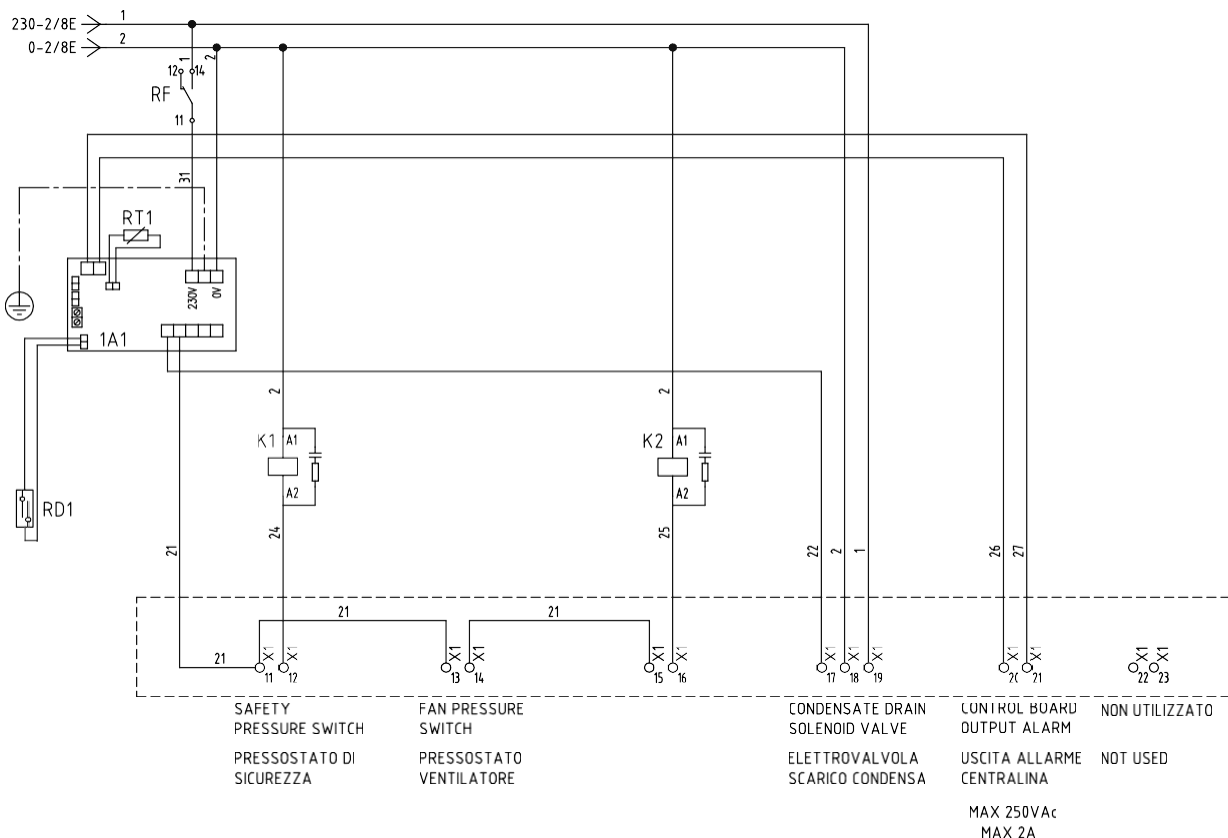 230-2/8E
1
0-2/8E
2
1
2
12
14
RF
11
31
RT1
230V
0V
1A1
2
2
K1
A1
K2
A1
A2
A2
RD1
24
25
21
22
2
1
26
27
21
21
21
X1
11
X1
12
X1
13
X1
14
X1
15
X1
16
X1
17
X1
18
X1
19
X1
20
X1
21
X1
22
X1
23
SAFETY
PRESSURE SWITCH
PRESSOSTATO DI
SICUREZZA
FAN PRESSURE
SWITCH
PRESSOSTATO
VENTILATORE
CONDENSATE DRAIN
SOLENOID VALVE
ELETTROVALVOLA
SCARICO CONDENSA
CONTROL BOARD
OUTPUT ALARM
USCITA ALLARME
CENTRALINA
MAX 250VAc
MAX 2A
NON UTILIZZATO
NOT USED